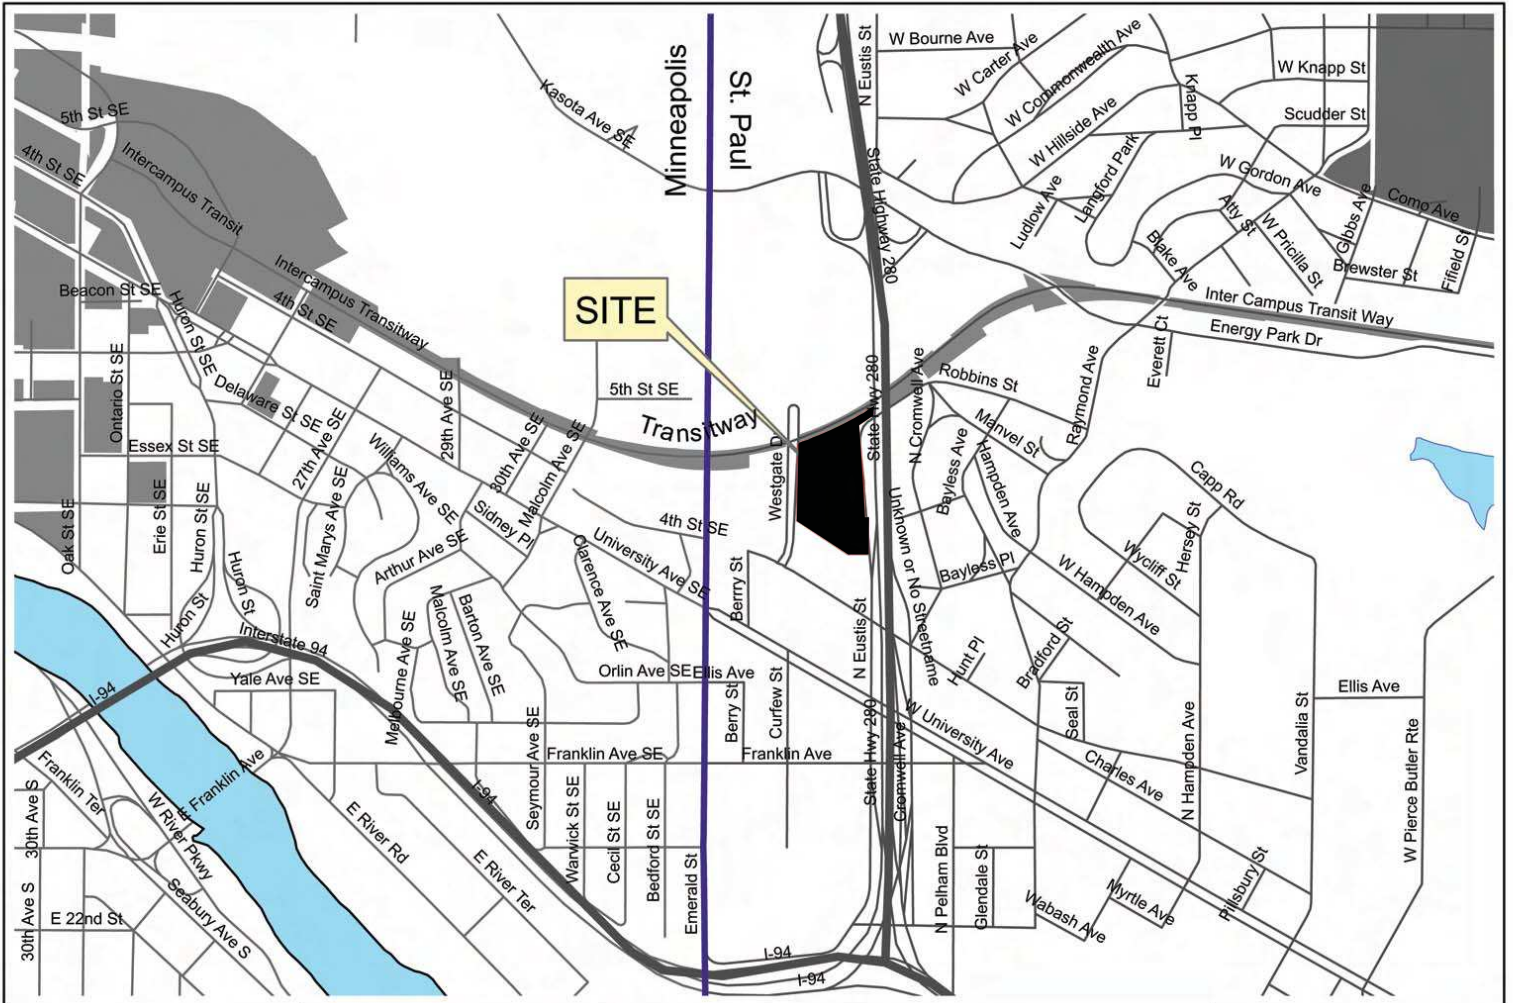 Minneapolis
St. Paul
SITE
Transitway
N Eustis St
W Bourne Ave
W Carter Ave
W Commonwealth Ave
Knapp Pl
W Knapp St
Scudder St
Kasota Ave SE
5th St SE
4th St SE
Intercampus Transit
W Hillside Ave
Langford Park
Ludlow Ave
W Gordon Ave
Como Ave
Gibbs Ave
Atty St
W Pricilla St
Blake Ave
Brewster St
Fifield St
State Highway 280
Inter Campus Transit Way
Energy Park Dr
Everett Ct
Raymond Ave
Beacon St SE
Huron St SE
Intercampus Transitway
4th St SE
Ontario St SE
Delaware St SE
Essex St SE
27th Ave SE
29th Ave SE
5th St SE
30th Ave SE
Malcolm Ave SE
Williams Ave SE
Sidney Pl
Westgate D
State Hwy 280
N Cromwell Ave
Robbins St
Manvel St
Bayless Ave
Hampden Ave
Capp Rd
Oak St SE
Erie St SE
Huron St SE
Huron St
Huron St
Saint Marys Ave SE
Arthur Ave SE
4th St SE
University Ave SE
Clarence Ave SE
Berry St
Unknown or No Streetname
Bayless Pl
Hersey St
Wycliff St
W Hampden Ave
Malcolm Ave SE
Barton Ave SE
Melbourne Ave SE
Interstate 94
I-94
Yale Ave SE
Orlin Ave SE
Ellis Ave
N Eustis St
Hunt Pl
Bradford St
Seal St
Ellis Ave
Berry St
Curfew St
Seymour Ave SE
Franklin Ave SE
Franklin Ave
State Hwy 280
Cromwell Ave
W University Ave
Charles Ave
N Hampden Ave
Vandalia St
W Pierce Butler Rte
Franklin Ter
30th Ave S
W River Pkwy
E Franklin Ave
E River Rd
I-94
E River Ter
Warwick St SE
Cecil St SE
Bedford St SE
Emerald St
N Pelham Blvd
Glendale St
Wabash Ave
Myrtle Ave
Pillsbury St
30th Ave S
E 22nd St
Seabury Ave S
I-94
I-94